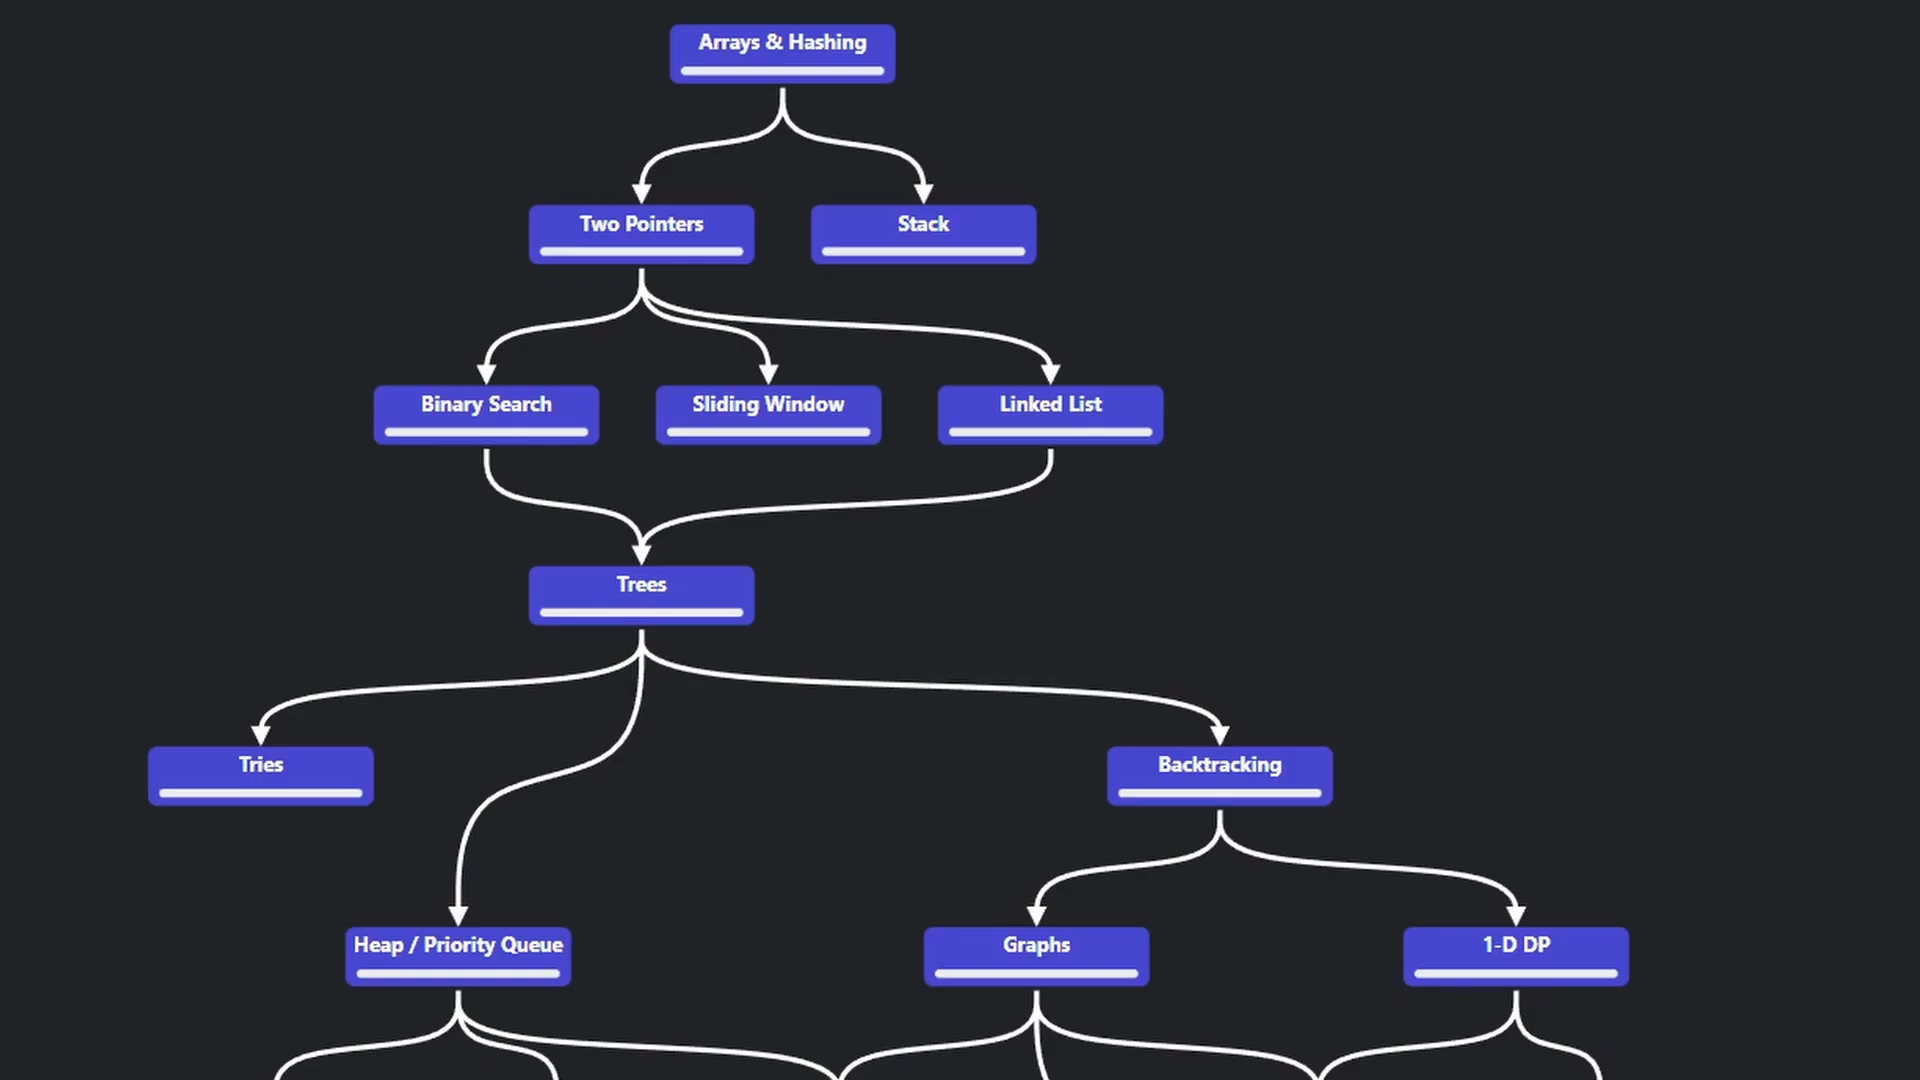 Arrays & Hashing
Two Pointers
Stack
Binary Search
Sliding Window
Linked List
Trees
Tries
Backtracking
Heap / Priority Queue
Graphs
1-D DP